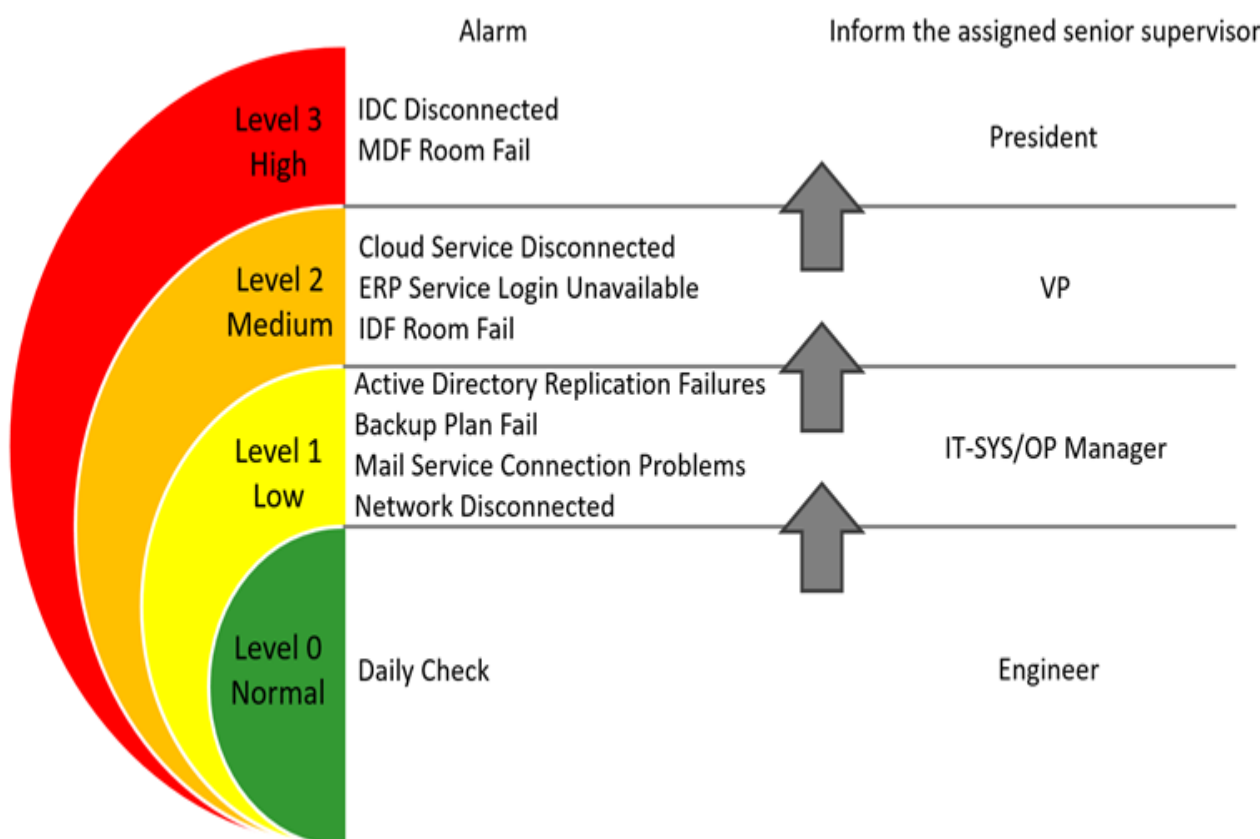 Alarm
Inform the assigned senior supervisor
Level 3
High
IDC Disconnected
MDF Room Fail
President
Level 2
Medium
Cloud Service Disconnected
ERP Service Login Unavailable
IDF Room Fail
VP
Level 1
Low
Active Directory Replication Failures
Backup Plan Fail
Mail Service Connection Problems
Network Disconnected
IT-SYS/OP Manager
Level 0
Normal
Daily Check
Engineer